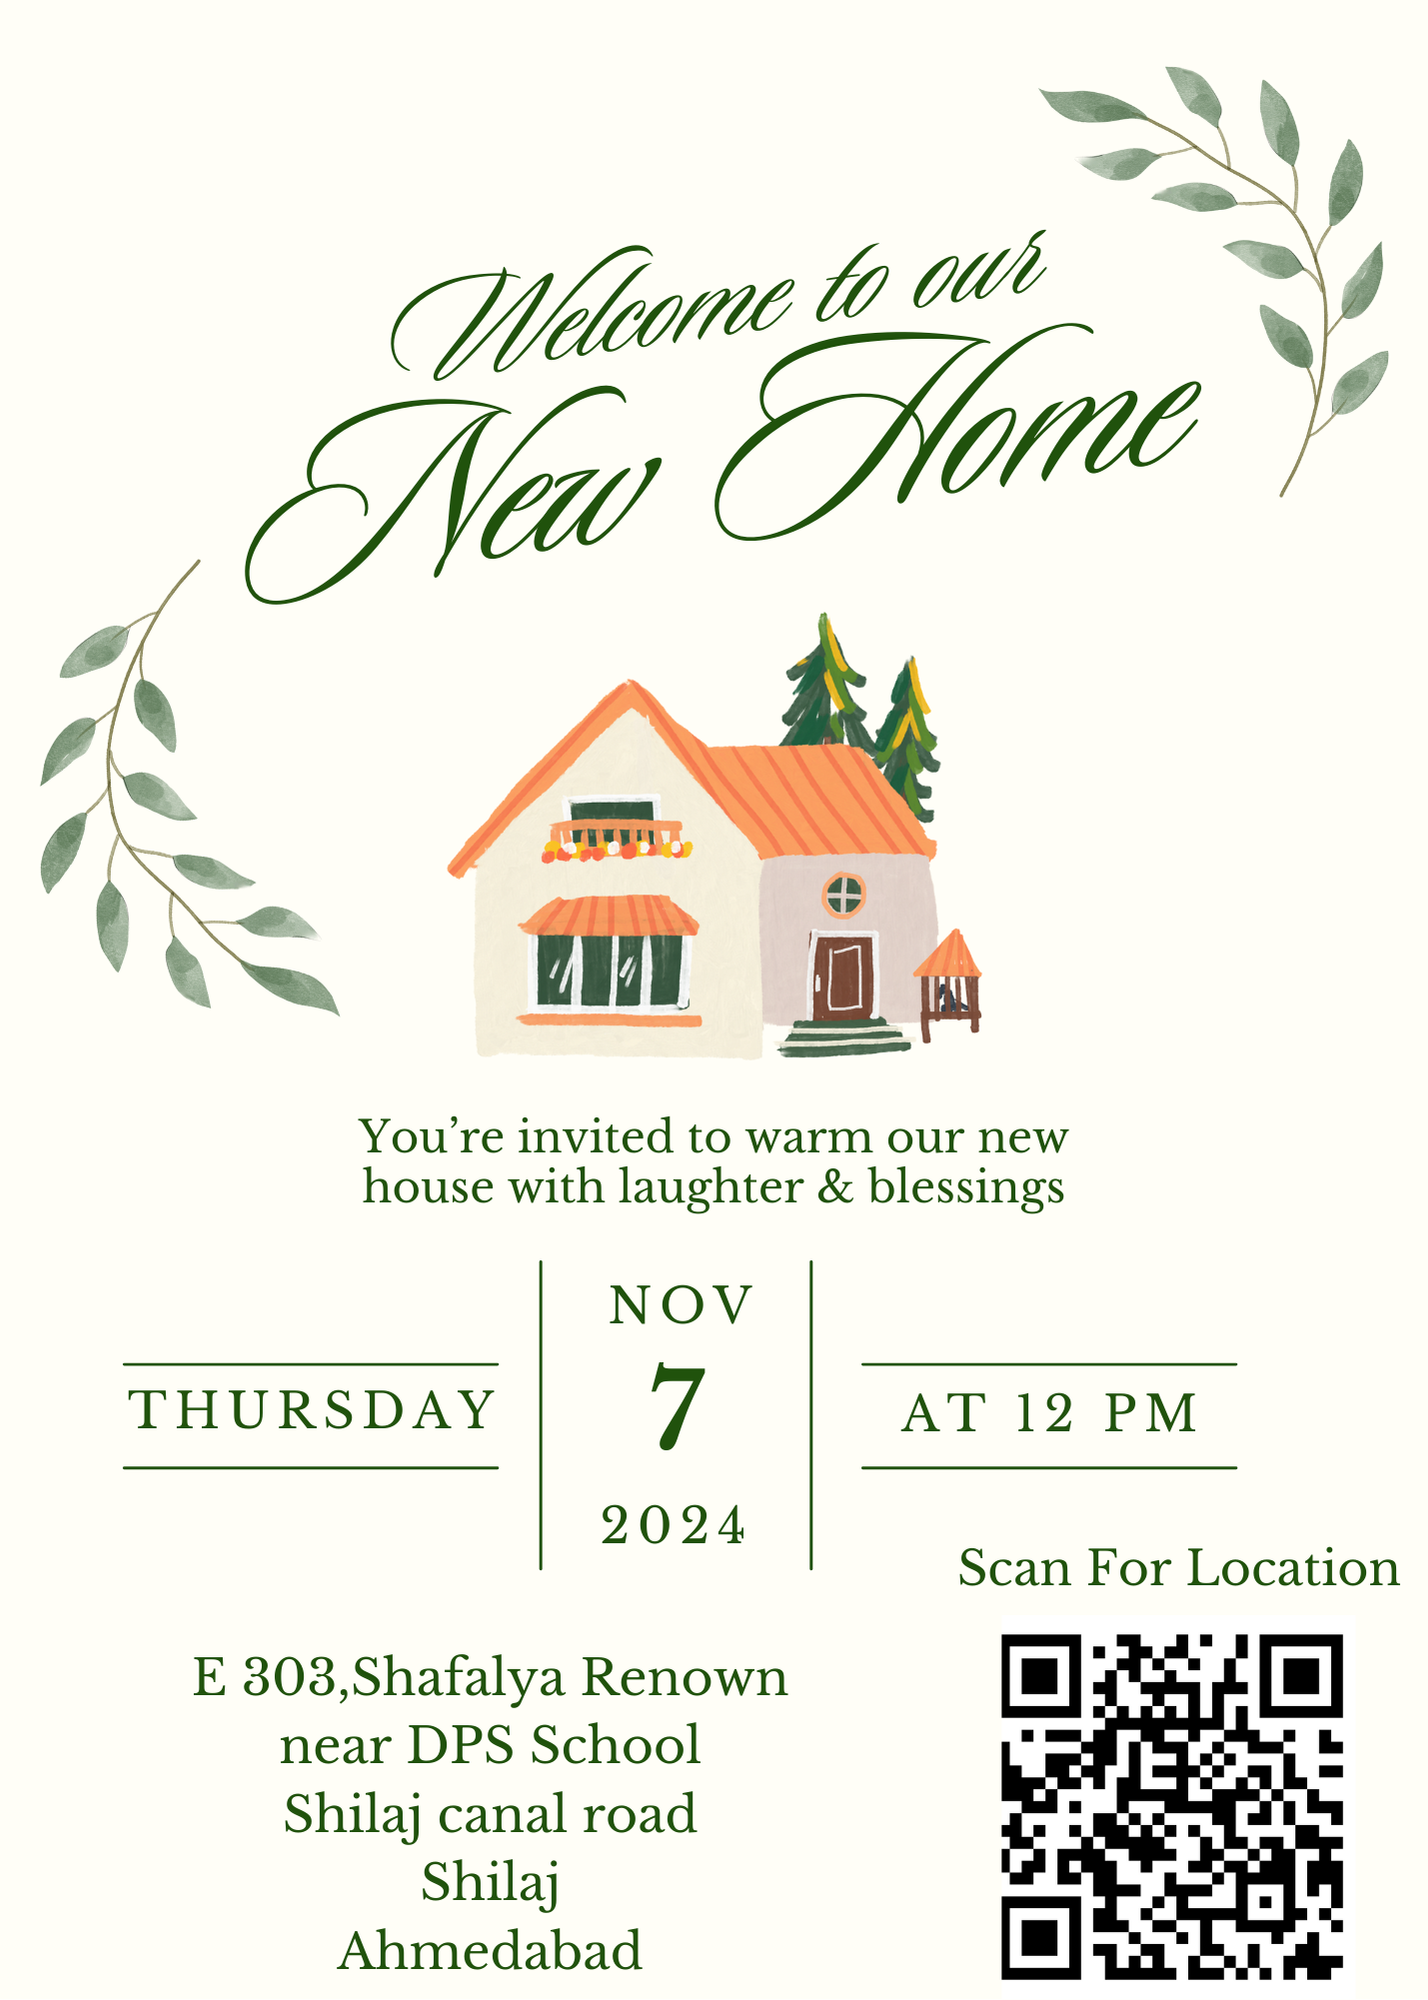 Welcome to our
New Home
You’re invited to warm our new
house with laughter & blessings
THURSDAY
NOV
7
2024
AT 12 PM
Scan For Location
E 303,Shafalya Renown
near DPS School
Shilaj canal road
Shilaj
Ahmedabad